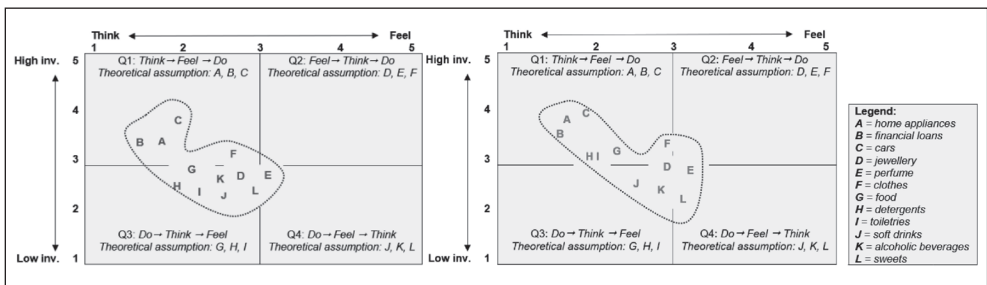 Think Feel
1 2 3 4 5
High inv. 5
Q1: Think → Feel → Do
Theoretical assumption: A, B, C
Q2: Feel → Think → Do
Theoretical assumption: D, E, F
4
C
B A
3
F
G
K D E
H I J L
2
Q3: Do → Think → Feel
Theoretical assumption: G, H, I
Q4: Do → Feel → Think
Theoretical assumption: J, K, L
Low inv. 1
Think Feel
1 2 3 4 5
High inv. 5
Q1: Think → Feel → Do
Theoretical assumption: A, B, C
Q2: Feel → Think → Do
Theoretical assumption: D, E, F
4
A C
B
F
H I G
3
D E
J K
L
2
Q3: Do → Think → Feel
Theoretical assumption: G, H, I
Q4: Do → Feel → Think
Theoretical assumption: J, K, L
Low inv. 1
Legend:
A = home appliances
B = financial loans
C = cars
D = jewellery
E = perfume
F = clothes
G = food
H = detergents
I = toiletries
J = soft drinks
K = alcoholic beverages
L = sweets